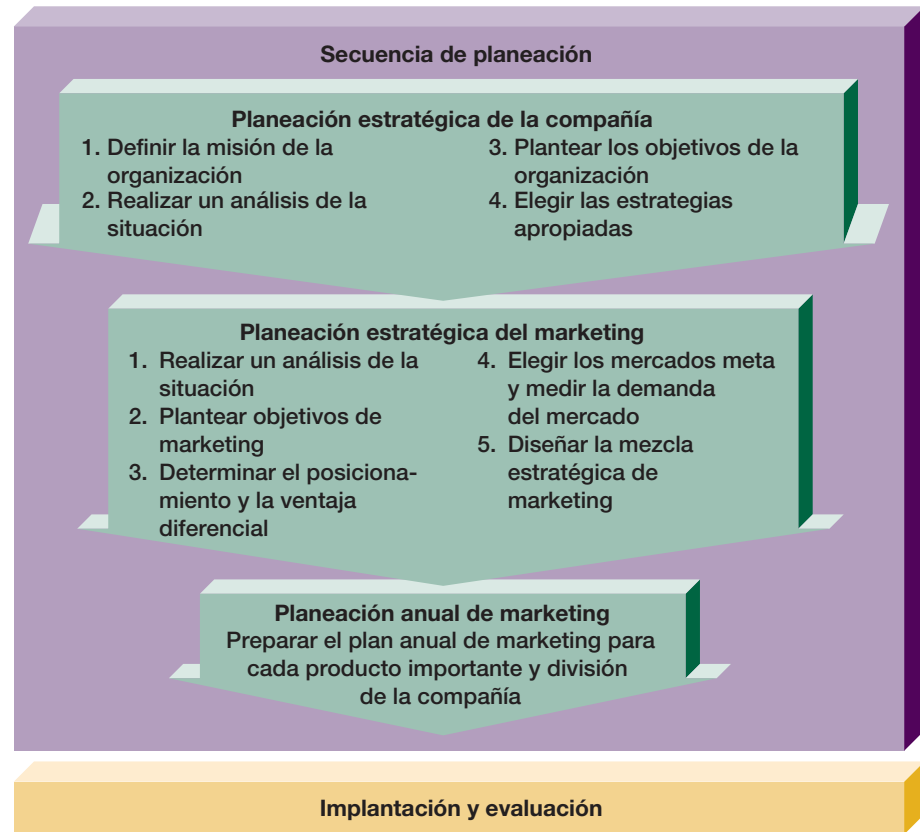 Secuencia de planeación
Planeación estratégica de la compañía
1. Definir la misión de la
organización
2. Realizar un análisis de la
situación
3. Plantear los objetivos de la
organización
4. Elegir las estrategias
apropiadas
Planeación estratégica del marketing
1. Realizar un análisis de la
situación
2. Plantear objetivos de
marketing
3. Determinar el posiciona-
miento y la ventaja
diferencial
4. Elegir los mercados meta
y medir la demanda
del mercado
5. Diseñar la mezcla
estratégica de
marketing
Planeación anual de marketing
Preparar el plan anual de marketing para
cada producto importante y división
de la compañía
Implantación y evaluación